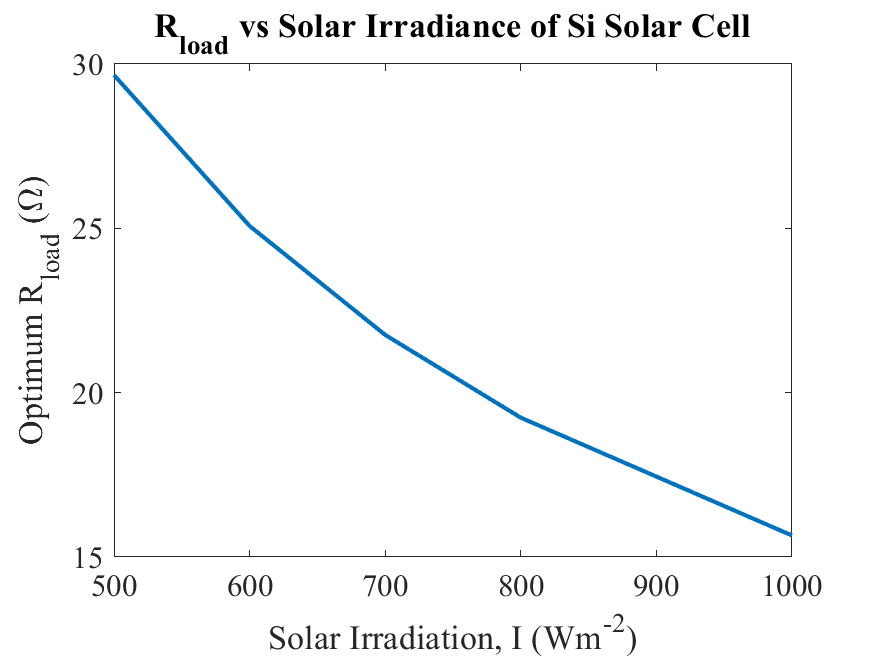 R_load vs Solar Irradiance of Si Solar Cell
30
25
20
15
Optimum R_load (Ω)
500 600 700 800 900 1000
Solar Irradiation, I (Wm^-2)